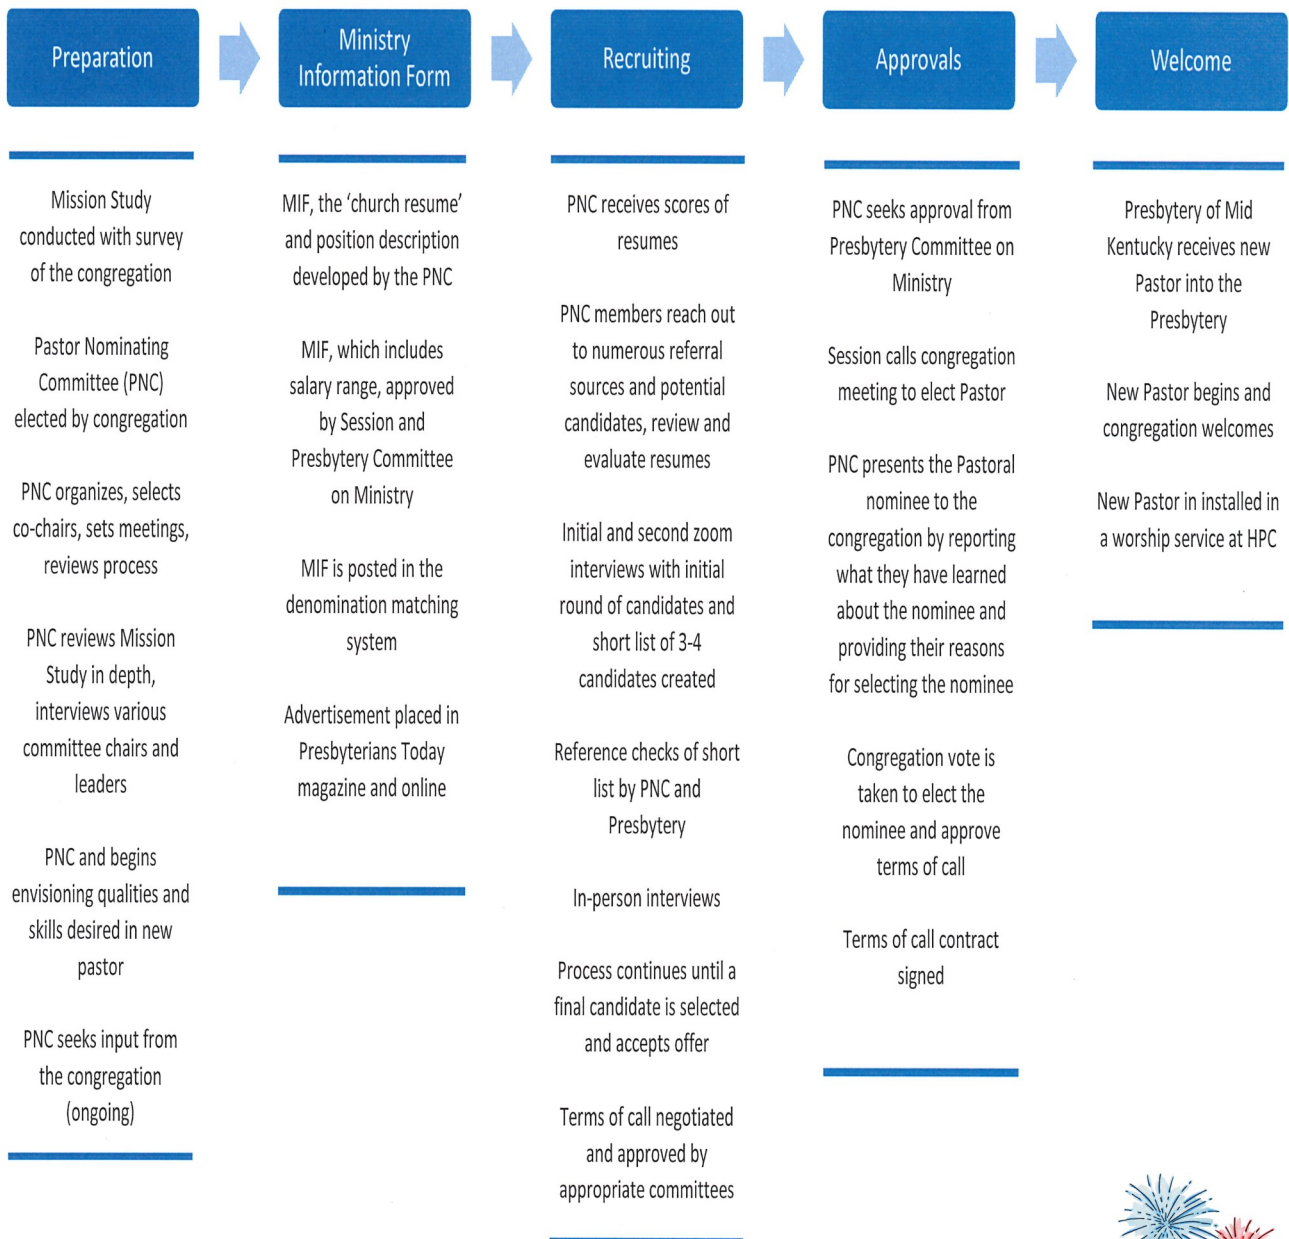 Preparation
Ministry
Information Form
Recruiting
Approvals
Welcome
Mission Study
conducted with survey
of the congregation
Pastor Nominating
Committee (PNC)
elected by congregation
PNC organizes, selects
co-chairs, sets meetings,
reviews process
PNC reviews Mission
Study in depth,
interviews various
committee chairs and
leaders
PNC and begins
envisioning qualities and
skills desired in new
pastor
PNC seeks input from
the congregation
(ongoing)
MIF, the ‘church resume’
and position description
developed by the PNC
MIF, which includes
salary range, approved
by Session and
Presbytery Committee
on Ministry
MIF is posted in the
denomination matching
system
Advertisement placed in
Presbyterians Today
magazine and online
PNC receives scores of
resumes
PNC members reach out
to numerous referral
sources and potential
candidates, review and
evaluate resumes
Initial and second zoom
interviews with initial
round of candidates and
short list of 3-4
candidates created
Reference checks of short
list by PNC and
Presbytery
In-person interviews
Process continues until a
final candidate is selected
and accepts offer
Terms of call negotiated
and approved by
appropriate committees
PNC seeks approval from
Presbytery Committee on
Ministry
Session calls congregation
meeting to elect Pastor
PNC presents the Pastoral
nominee to the
congregation by reporting
what they have learned
about the nominee and
providing their reasons
for selecting the nominee
Congregation vote is
taken to elect the
nominee and approve
terms of call
Terms of call contract
signed
Presbytery of Mid
Kentucky receives new
Pastor into the
Presbytery
New Pastor begins and
congregation welcomes
New Pastor in installed in
a worship service at HPC